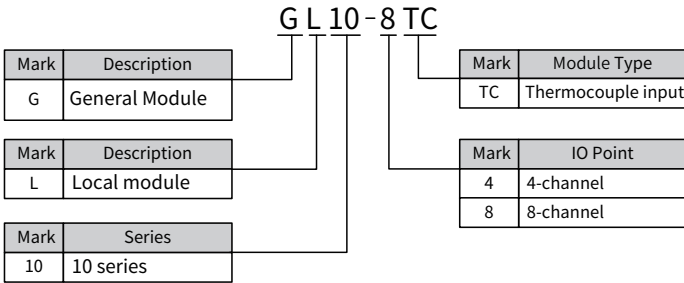 GL10-8TC
Mark Description
G General Module
Mark Description
L Local module
Mark Series
10 10 series
Mark Module Type
TC Thermocouple input
Mark IO Point
4 4-channel
8 8-channel